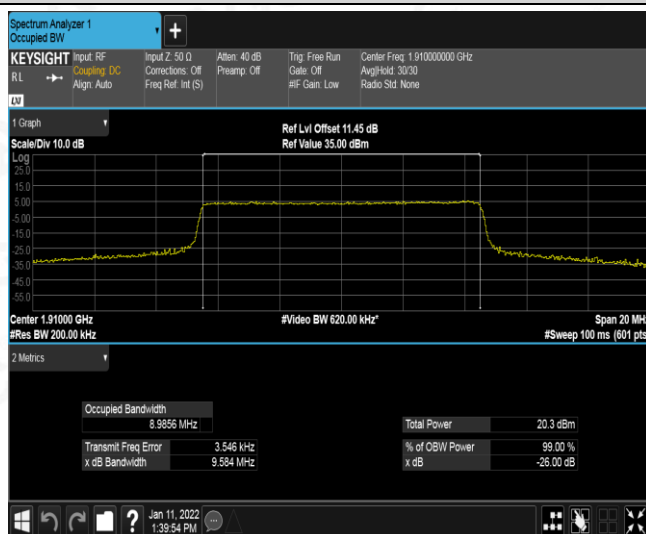 Spectrum Analyzer 1
Occupied BW
+
KEYSIGHT
R L
LXI
Input: RF
Coupling: DC
Align: Auto
Input Z: 50 Ω
Corrections: Off
Freq Ref: Int (S)
Atten: 40 dB
Preamp: Off
Trig: Free Run
Gate: Off
#IF Gain: Low
Center Freq: 1.910000000 GHz
Avg|Hold: 30/30
Radio Std: None
1 Graph
Scale/Div 10.0 dB
Ref Lvl Offset 11.45 dB
Ref Value 35.00 dBm
Log
25.0
15.0
5.00
-5.00
-15.0
-25.0
-35.0
-45.0
-55.0
Center 1.91000 GHz
#Res BW 200.00 kHz
#Video BW 620.00 kHz*
Span 20 MHz
#Sweep 100 ms (601 pts)
2 Metrics
Occupied Bandwidth
8.9856 MHz
Transmit Freq Error 3.546 kHz
x dB Bandwidth 9.584 MHz
Total Power 20.3 dBm
% of OBW Power 99.00 %
x dB -26.00 dB
?
Jan 11, 2022
1:39:54 PM